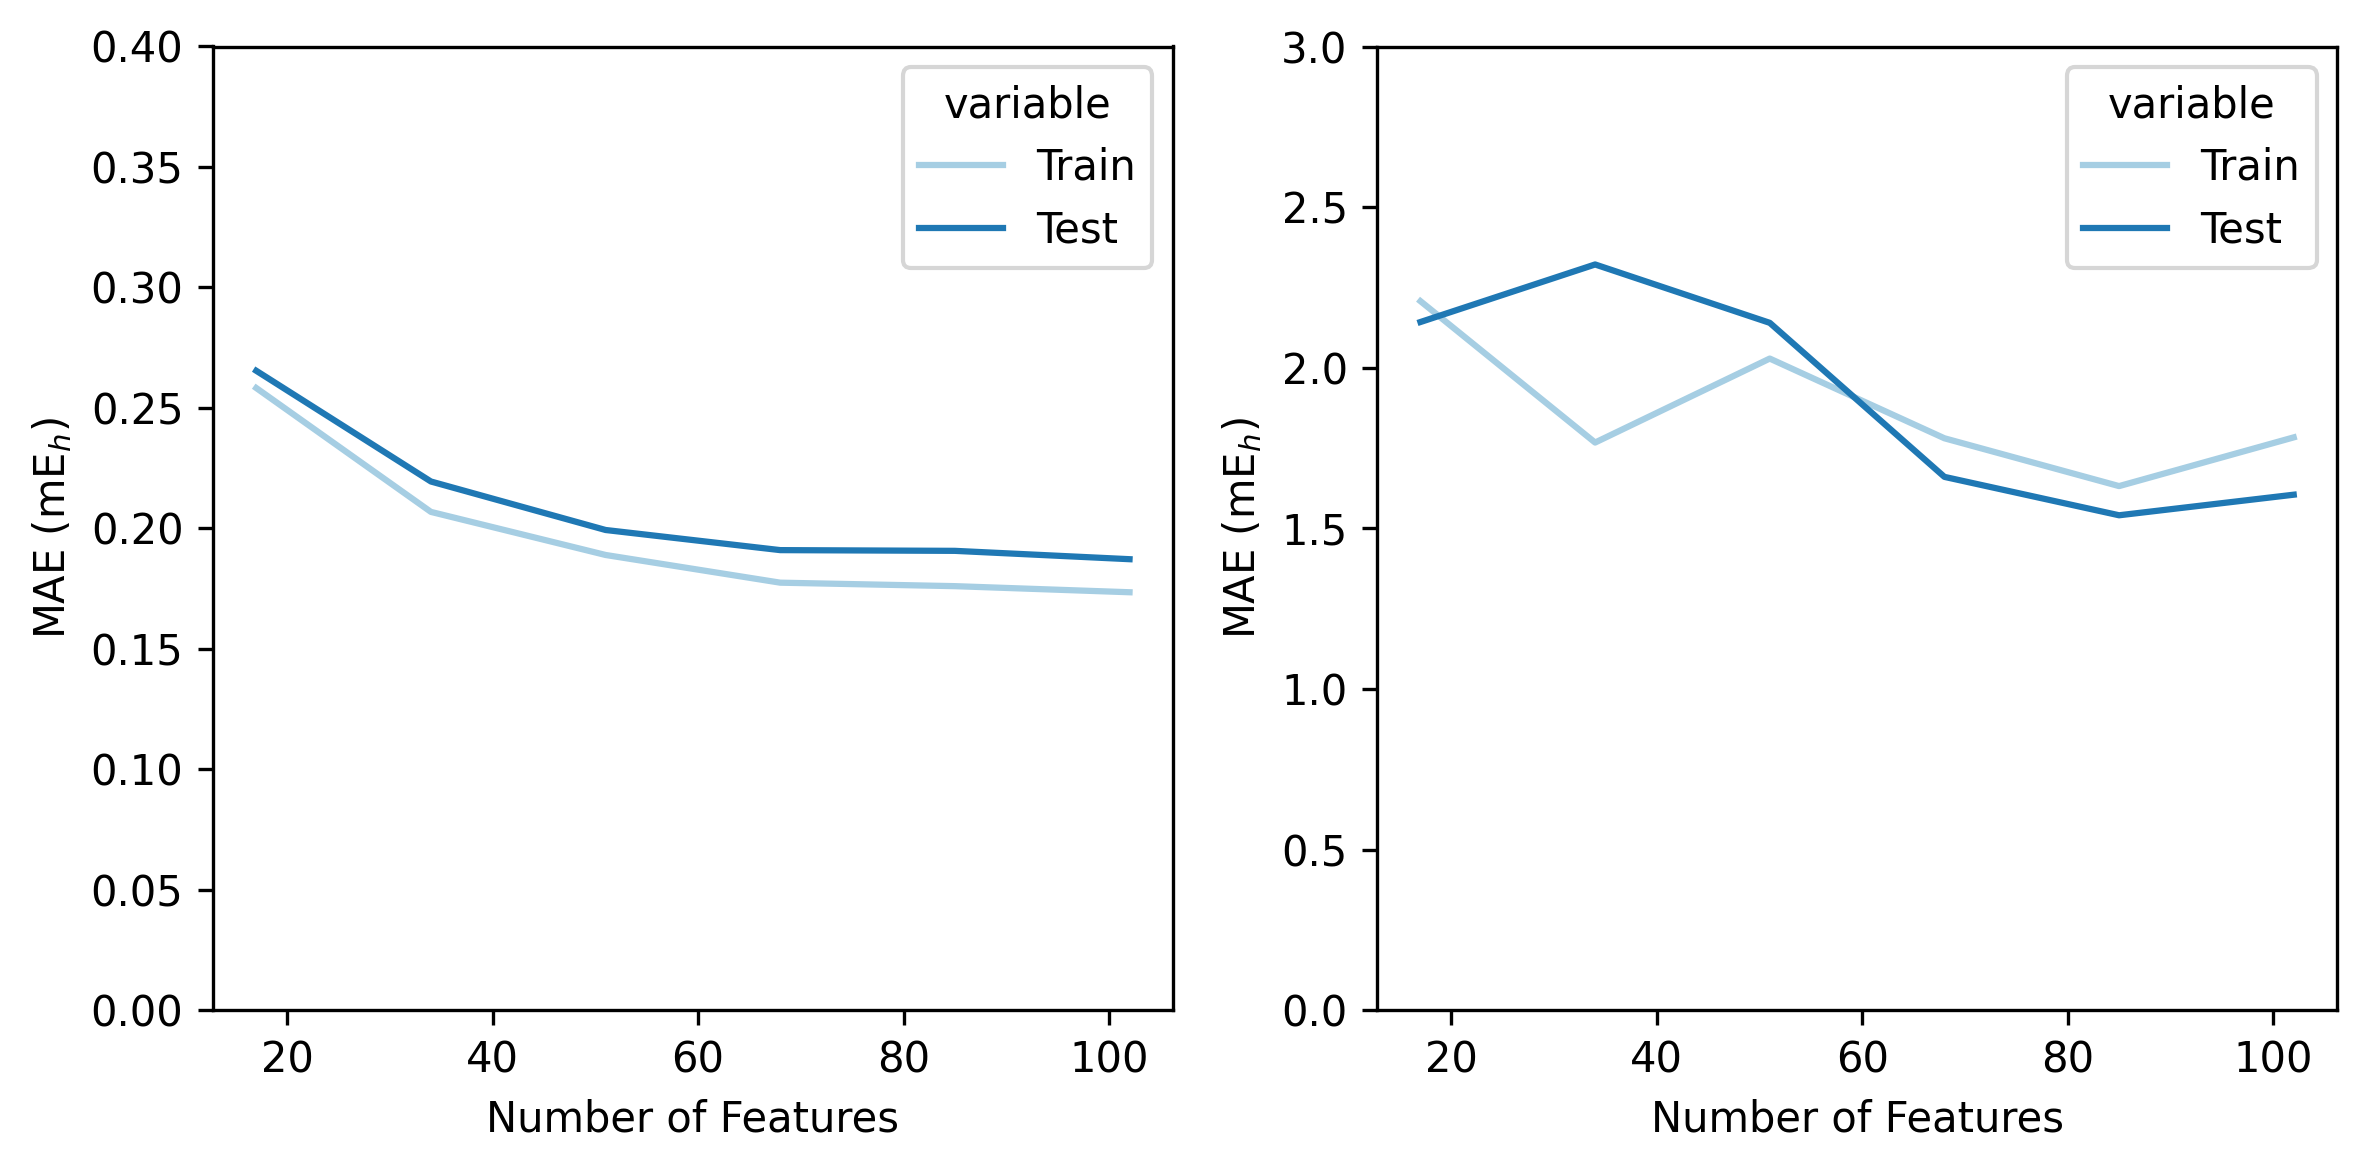 0.40
0.35
0.30
0.25
0.20
0.15
0.10
0.05
0.00
MAE (mE_h)
20 40 60 80 100
Number of Features
variable
Train
Test
3.0
2.5
2.0
1.5
1.0
0.5
0.0
MAE (mE_h)
20 40 60 80 100
Number of Features
variable
Train
Test